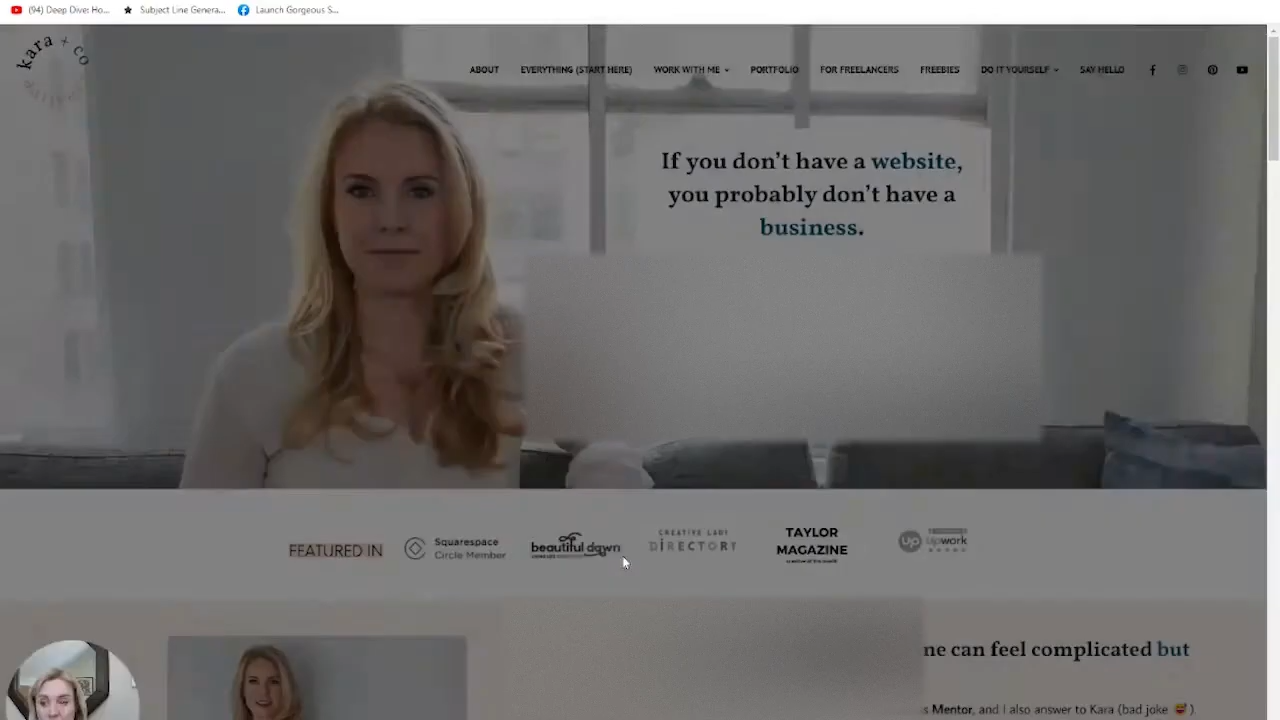 (94) Deep Dive: Ho... Subject Line Genera... Launch Gorgeous S...
kara + co
ABOUT EVERYTHING (START HERE) WORK WITH ME PORTFOLIO FOR FREELANCERS FREEBIES DO IT YOURSELF SAY HELLO
If you don't have a website,
you probably don't have a
business.
FEATURED IN
Squarespace
Circle Member
beautiful dawn
CREATIVE LADY
DIRECTORY
TAYLOR
MAGAZINE
up upwork
me can feel complicated but
s Mentor, and I also answer to Kara (bad joke 😅).